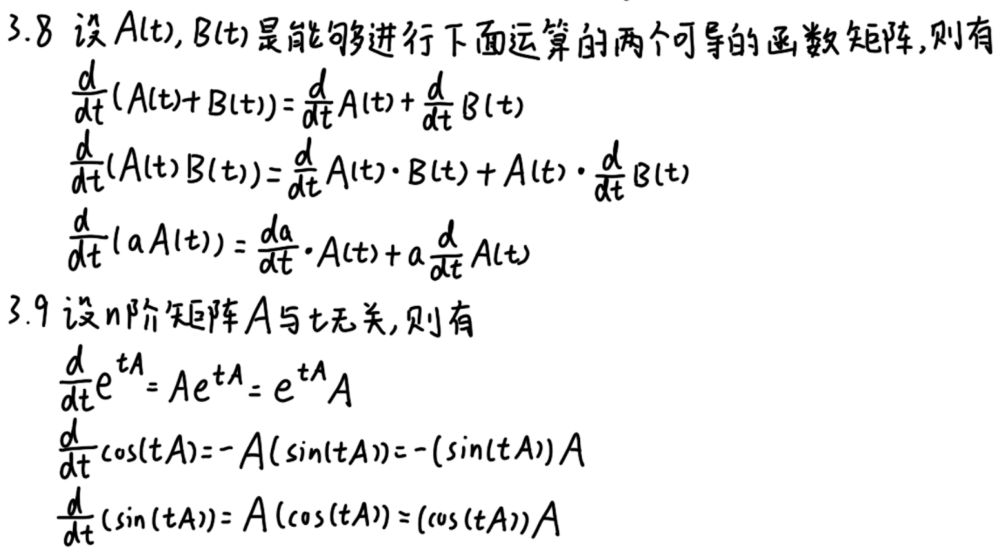 3.8 设 A(t), B(t) 是能够进行下面运算的两个可导的函数矩阵,则有
$\frac{d}{dt}(A(t)+B(t))=\frac{d}{dt}A(t)+\frac{d}{dt}B(t)$
$\frac{d}{dt}(A(t)B(t))=\frac{d}{dt}A(t)\cdot B(t)+A(t)\cdot\frac{d}{dt}B(t)$
$\frac{d}{dt}(aA(t))=\frac{da}{dt}\cdot A(t)+a\frac{d}{dt}A(t)$
3.9 设n阶矩阵A与t无关,则有
$\frac{d}{dt}e^{tA}=Ae^{tA}=e^{tA}A$
$\frac{d}{dt}\cos(tA)=-A(\sin(tA))=-(\sin(tA))A$
$\frac{d}{dt}(\sin(tA))=A(\cos(tA))=(\cos(tA))A$